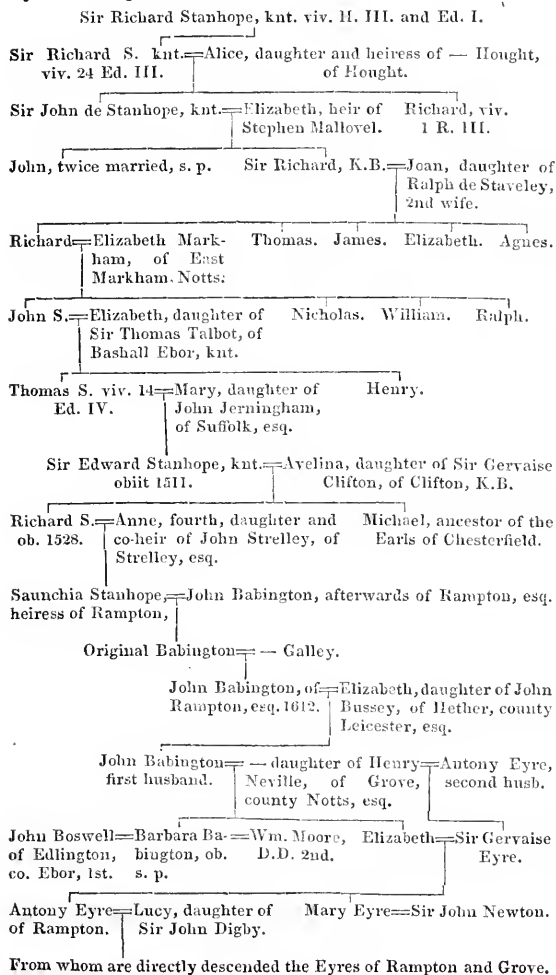 Sir Richard Stanhope, knt. viv. H. III. and Ed. I.
Sir Richard S. knt.=Alice, daughter and heiress of — Hought,
viv. 24 Ed. III. of Hought.
Sir John de Stanhope, knt.=Elizabeth, heir of Richard, viv.
Stephen Mallovel. 1 R. III.
John, twice married, s. p. Sir Richard, K.B.=Joan, daughter of
Ralph de Staveley,
2nd wife.
Richard=Elizabeth Mark- Thomas. James. Elizabeth. Agnes.
ham, of East
Markham, Notts.
John S.=Elizabeth, daughter of Nicholas. William. Ralph.
Sir Thomas Talbot, of
Bashall Ebor, knt.
Thomas S. viv. 14=Mary, daughter of Henry.
Ed. IV. John Jerningham,
of Suffolk, esq.
Sir Edward Stanhope, knt.=Avelina, daughter of Sir Gervaise
obiit 1511. Clifton, of Clifton, K.B.
Richard S.=Anne, fourth, daughter and Michael, ancestor of the
ob. 1528. co-heir of John Strelley, of Earls of Chesterfield.
Strelley, esq.
Saunchia Stanhope,=John Babington, afterwards of Rampton, esq.
heiress of Rampton,
Original Babington=— Galley.
John Babington, of=Elizabeth, daughter of John
Rampton, esq. 1612. Bussey, of Hether, county
Leicester, esq.
John Babington=— daughter of Henry=Antony Eyre,
first husband. Neville, of Grove, second husb.
county Notts, esq.
John Boswell=Barbara Ba-=Wm. Moore, Elizabeth=Sir Gervaise
of Edlington, bington, ob. D.D. 2nd. Eyre.
co. Ebor, 1st. s. p.
Antony Eyre=Lucy, daughter of Mary Eyre=Sir John Newton.
of Rampton. Sir John Digby.
From whom are directly descended the Eyres of Rampton and Grove.